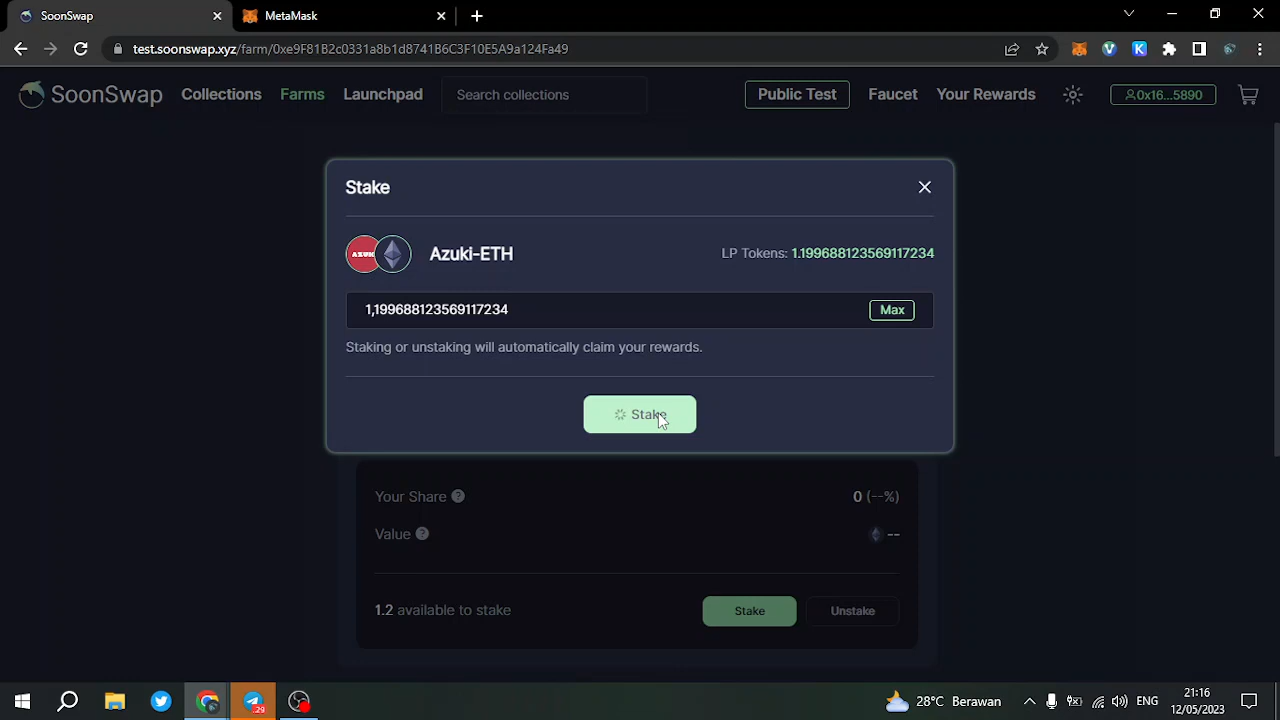 SoonSwap
MetaMask
test.soonswap.xyz/farm/0xe9F81B2c0331a8b1d8741B6C3F10E5A9a124Fa49
SoonSwap Collections Farms Launchpad Search collections Public Test Faucet Your Rewards 0x16...5890
Stake
AZUKI Azuki-ETH LP Tokens: 1.199688123569117234
1,199688123569117234 Max
Staking or unstaking will automatically claim your rewards.
Stake
Your Share ? 0 (--%)
Value ? --
1.2 available to stake Stake Unstake
29 28°C Berawan ENG 21:16
12/05/2023